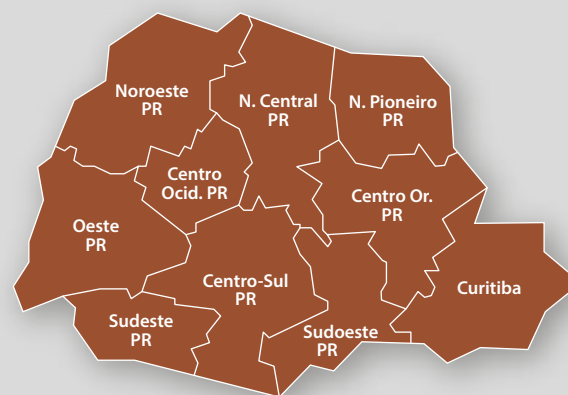 Noroeste
PR
N. Central
PR
N. Pioneiro
PR
Centro
Ocid. PR
Centro Or.
PR
Oeste
PR
Centro-Sul
PR
Curitiba
Sudeste
PR
Sudoeste
PR